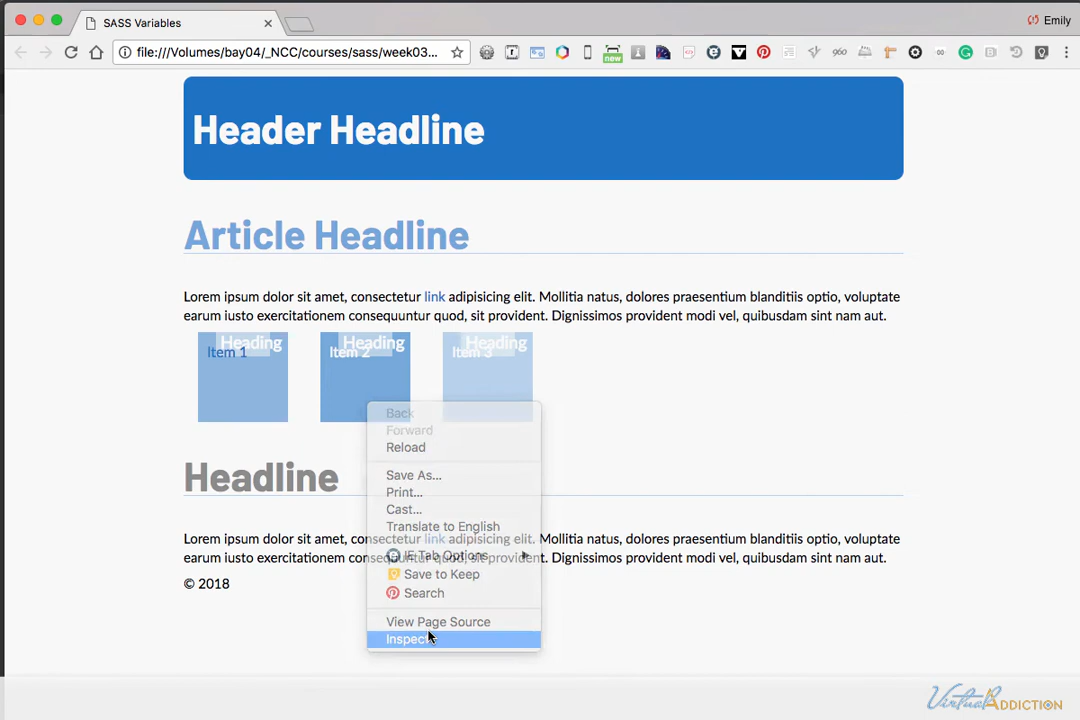 SASS Variables
Emily
file:///Volumes/bay04/_NCC/courses/sass/week03...
new
960
Header Headline
Article Headline
Lorem ipsum dolor sit amet, consectetur link adipisicing elit. Mollitia natus, dolores praesentium blanditiis optio, voluptate
earum iusto exercitationem consequuntur quod, sit provident. Dignissimos provident modi vel, quibusdam sint nam aut.
Heading
Item 1
Heading
Item 2
Heading
Item 3
Back
Forward
Reload
Headline
Save As...
Print...
Cast...
Translate to English
Lorem ipsum dolor sit amet, consectetur link adipisicing elit. Mollitia natus, dolores praesentium blanditiis optio, voluptate
IE Tab Options
earum iusto exercitationem consequuntur quod, sit provident. Dignissimos provident modi vel, quibusdam sint nam aut.
Save to Keep
© 2018
Search
View Page Source
Inspect
Virtual ADDICTION